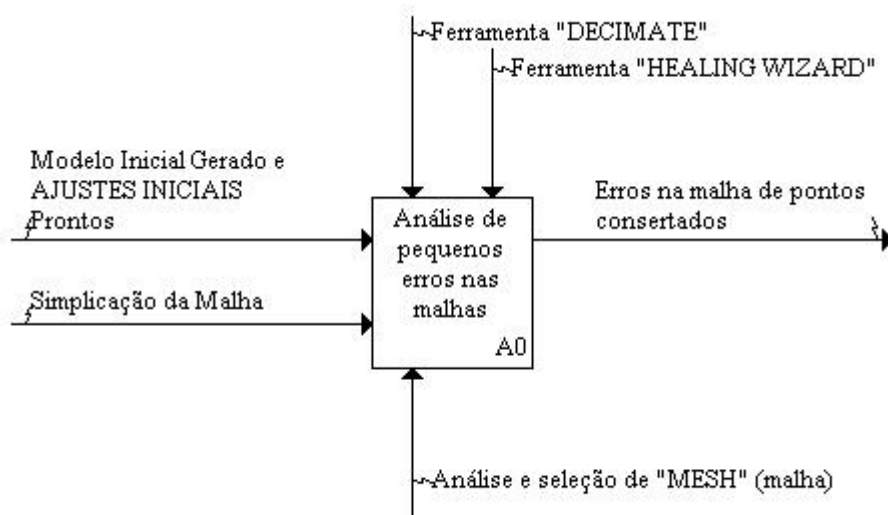 Ferramenta "DECIMATE"
Ferramenta "HEALING WIZARD"
Modelo Inicial Gerado e
AJUSTES INICIAIS
Prontos
Simplicação da Malha
Análise de
pequenos
erros nas
malhas
A0
Erros na malha de pontos
consertados
Análise e seleção de "MESH" (malha)